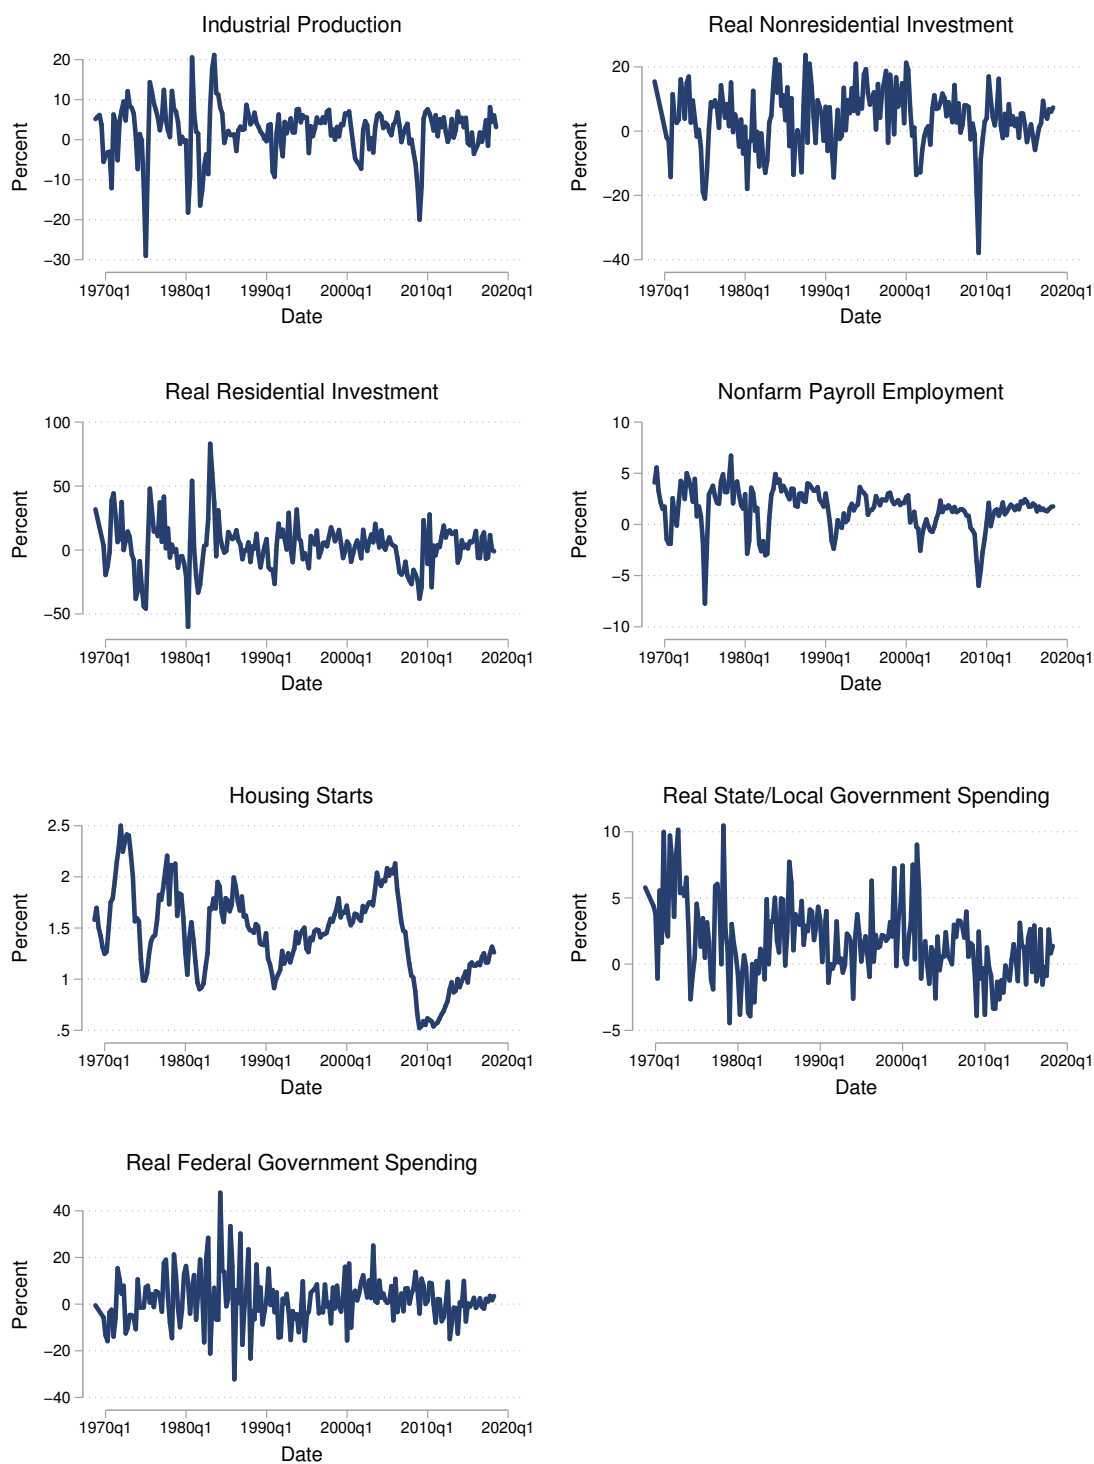 Industrial Production
20
10
0
−10
−20
−30
Percent
1970q1 1980q1 1990q1 2000q1 2010q1 2020q1
Date
Real Nonresidential Investment
20
0
−20
−40
Percent
1970q1 1980q1 1990q1 2000q1 2010q1 2020q1
Date
Real Residential Investment
100
50
0
−50
Percent
1970q1 1980q1 1990q1 2000q1 2010q1 2020q1
Date
Nonfarm Payroll Employment
10
5
0
−5
−10
Percent
1970q1 1980q1 1990q1 2000q1 2010q1 2020q1
Date
Housing Starts
2.5
2
1.5
1
.5
Percent
1970q1 1980q1 1990q1 2000q1 2010q1 2020q1
Date
Real State/Local Government Spending
10
5
0
−5
Percent
1970q1 1980q1 1990q1 2000q1 2010q1 2020q1
Date
Real Federal Government Spending
40
20
0
−20
−40
Percent
1970q1 1980q1 1990q1 2000q1 2010q1 2020q1
Date